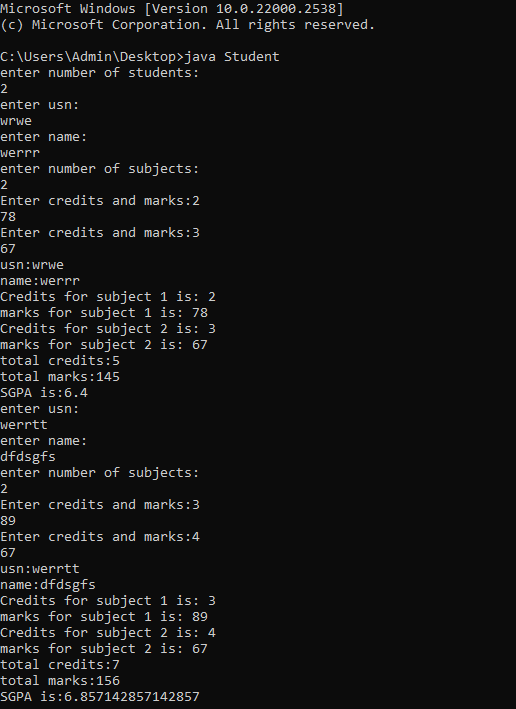 Microsoft Windows [Version 10.0.22000.2538]
(c) Microsoft Corporation. All rights reserved.
C:\Users\Admin\Desktop>java Student
enter number of students:
2
enter usn:
wrwe
enter name:
werrr
enter number of subjects:
2
Enter credits and marks:2
78
Enter credits and marks:3
67
usn:wrwe
name:werrr
Credits for subject 1 is: 2
marks for subject 1 is: 78
Credits for subject 2 is: 3
marks for subject 2 is: 67
total credits:5
total marks:145
SGPA is:6.4
enter usn:
werrtt
enter name:
dfdsgfs
enter number of subjects:
2
Enter credits and marks:3
89
Enter credits and marks:4
67
usn:werrtt
name:dfdsgfs
Credits for subject 1 is: 3
marks for subject 1 is: 89
Credits for subject 2 is: 4
marks for subject 2 is: 67
total credits:7
total marks:156
SGPA is:6.857142857142857